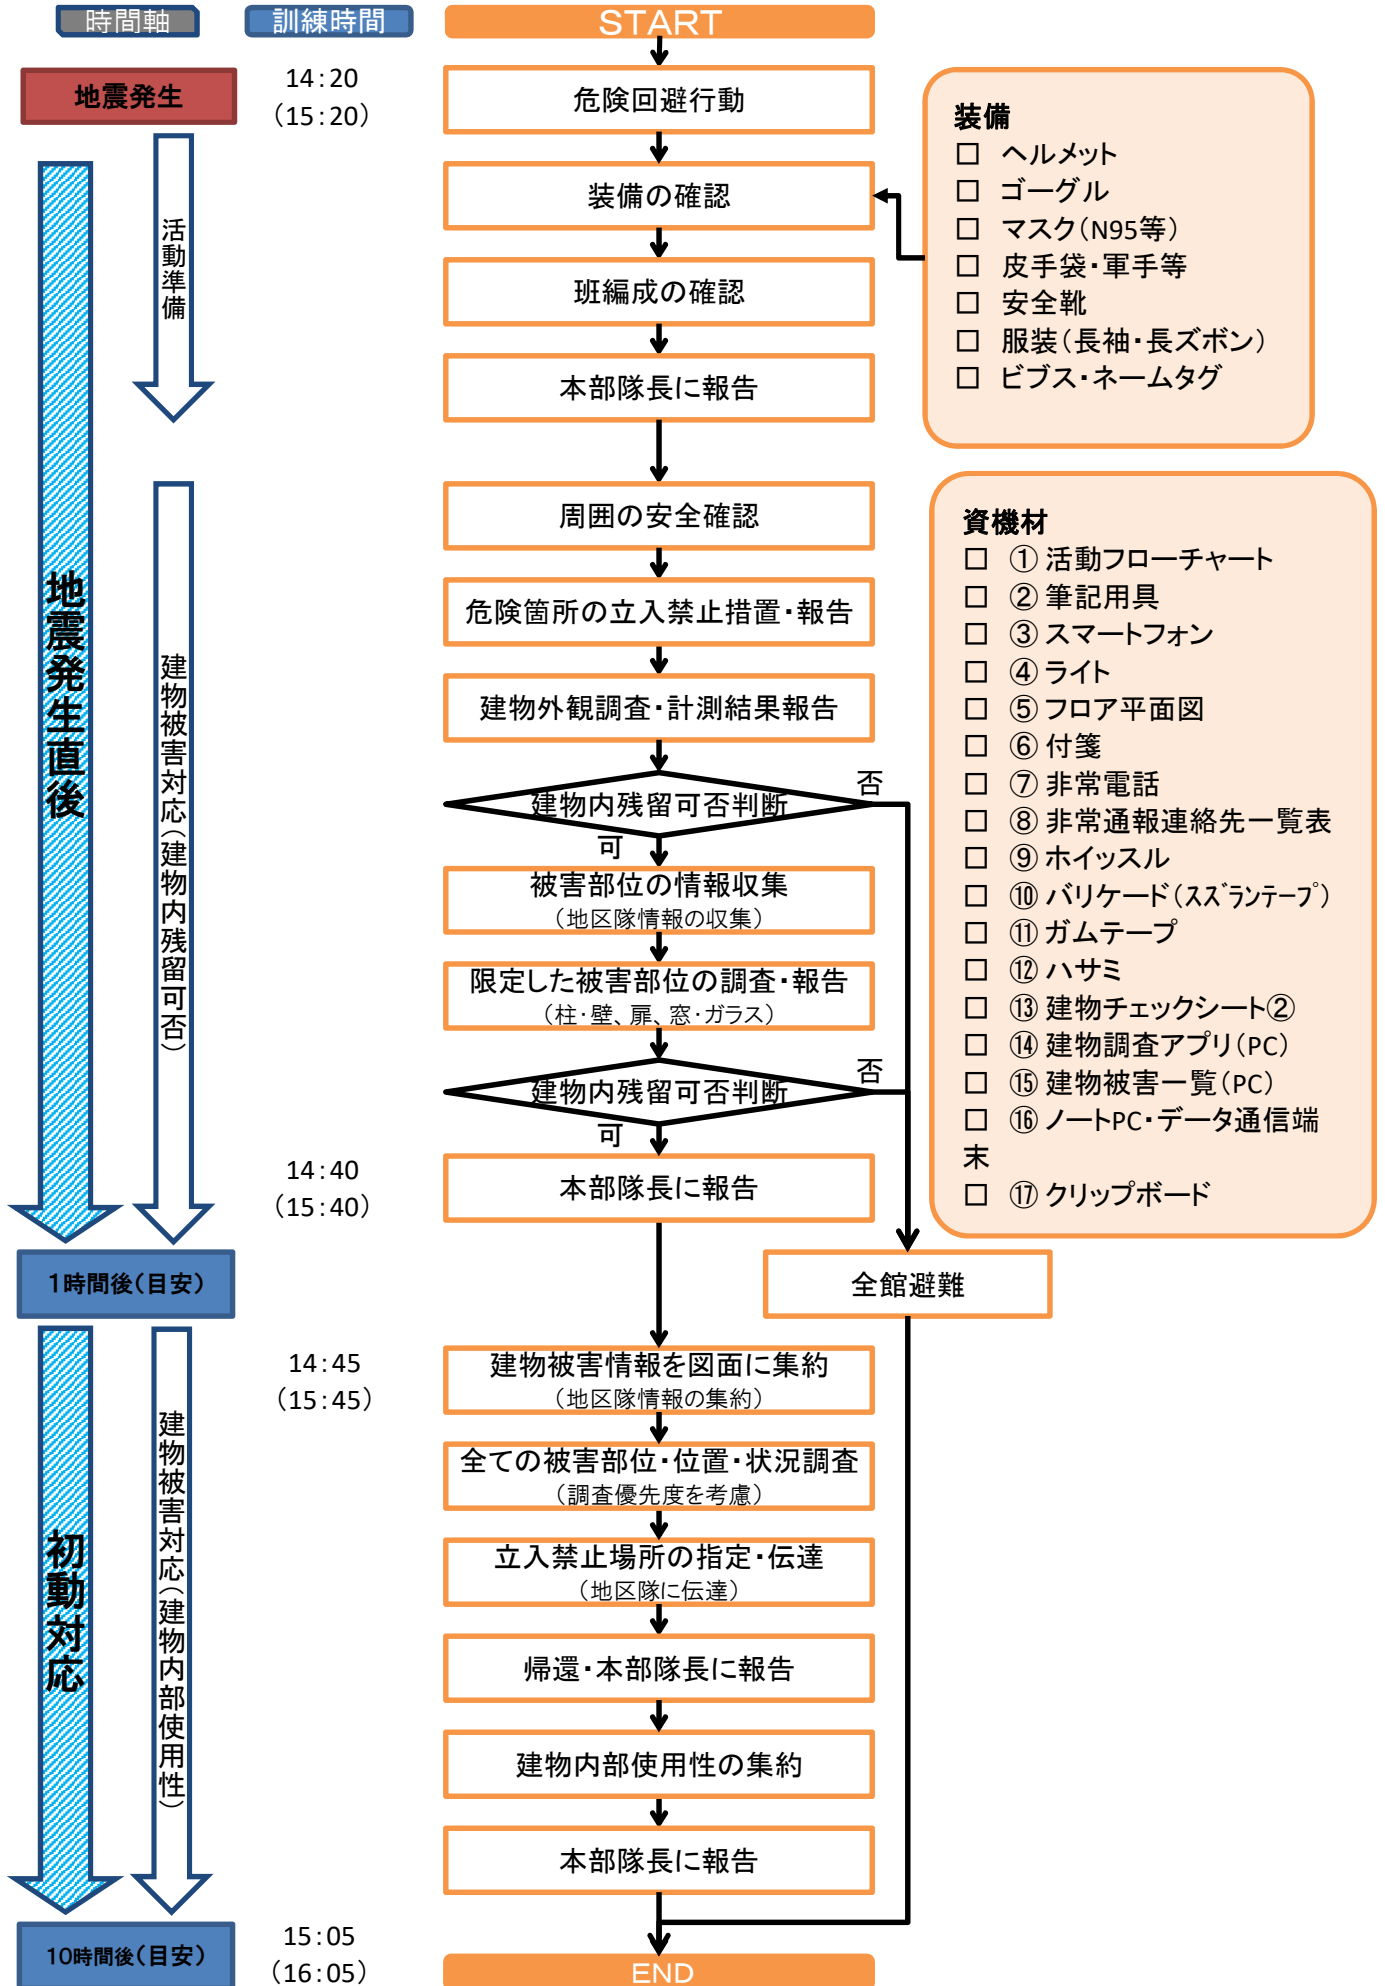 時間軸
訓練時間
START
地震発生
14:20
(15:20)
危険回避行動
装備の確認
班編成の確認
本部隊長に報告
装備
□ ヘルメット
□ ゴーグル
□ マスク(N95等)
□ 皮手袋・軍手等
□ 安全靴
□ 服装(長袖・長ズボン)
□ ビブス・ネームタグ
活動準備
地震発生直後
建物被害対応(建物内残留可否)
周囲の安全確認
危険箇所の立入禁止措置・報告
建物外観調査・計測結果報告
建物内残留可否判断
否
可
被害部位の情報収集
(地区隊情報の収集)
限定した被害部位の調査・報告
(柱・壁、扉、窓・ガラス)
建物内残留可否判断
否
可
14:40
(15:40)
本部隊長に報告
資機材
□ ①活動フローチャート
□ ②筆記用具
□ ③スマートフォン
□ ④ライト
□ ⑤フロア平面図
□ ⑥付箋
□ ⑦非常電話
□ ⑧非常通報連絡先一覧表
□ ⑨ホイッスル
□ ⑩バリケード(スズランテープ)
□ ⑪ガムテープ
□ ⑫ハサミ
□ ⑬建物チェックシート②
□ ⑭建物調査アプリ(PC)
□ ⑮建物被害一覧(PC)
□ ⑯ノートPC・データ通信端
末
□ ⑰クリップボード
1時間後(目安)
全館避難
初動対応
建物被害対応(建物内部使用性)
14:45
(15:45)
建物被害情報を図面に集約
(地区隊情報の集約)
全ての被害部位・位置・状況調査
(調査優先度を考慮)
立入禁止場所の指定・伝達
(地区隊に伝達)
帰還・本部隊長に報告
建物内部使用性の集約
本部隊長に報告
10時間後(目安)
15:05
(16:05)
END